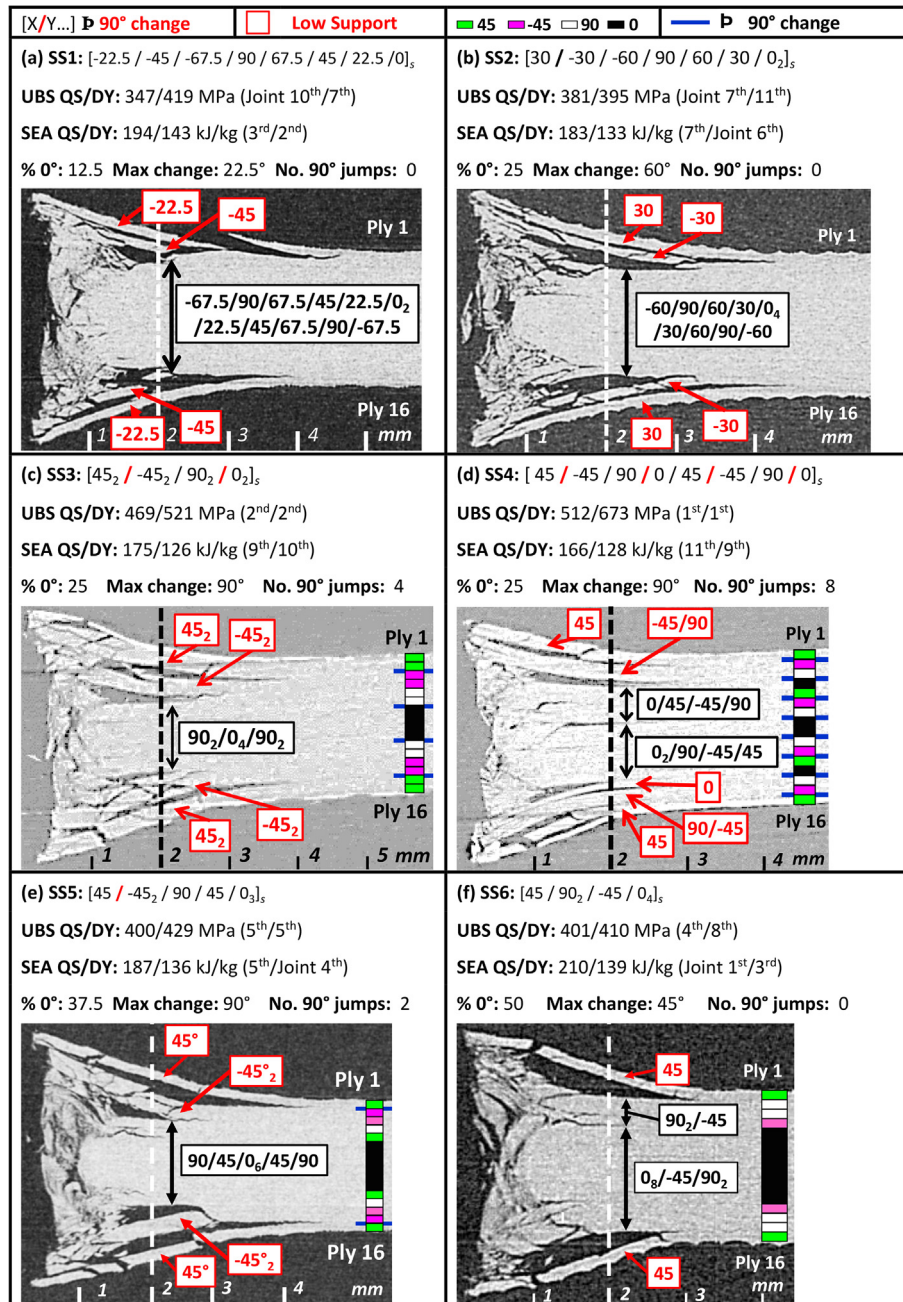 [X/Y...] Þ 90° change
Low Support
45 -45 90 0
Þ 90° change
(a) SS1: [-22.5 / -45 / -67.5 / 90 / 67.5 / 45 / 22.5 /0]s
UBS QS/DY: 347/419 MPa (Joint 10th/7th)
SEA QS/DY: 194/143 kJ/kg (3rd/2nd)
% 0°: 12.5 Max change: 22.5° No. 90° jumps: 0
-22.5
-45
Ply 1
-67.5/90/67.5/45/22.5/02
/22.5/45/67.5/90/-67.5
Ply 16
-22.5
-45
1 2 3 4 mm
(b) SS2: [30 / -30 / -60 / 90 / 60 / 30 / 02]s
UBS QS/DY: 381/395 MPa (Joint 7th/11th)
SEA QS/DY: 183/133 kJ/kg (7th/Joint 6th)
% 0°: 25 Max change: 60° No. 90° jumps: 0
30
-30
Ply 1
-60/90/60/30/04
/30/60/90/-60
Ply 16
30
-30
1 2 3 4 mm
(c) SS3: [452 / -452 / 902 / 02]s
UBS QS/DY: 469/521 MPa (2nd/2nd)
SEA QS/DY: 175/126 kJ/kg (9th/10th)
% 0°: 25 Max change: 90° No. 90° jumps: 4
452
-452
Ply 1
902/04/902
Ply 16
452
-452
1 2 3 4 5 mm
(d) SS4: [ 45 / -45 / 90 / 0 / 45 / -45 / 90 / 0]s
UBS QS/DY: 512/673 MPa (1st/1st)
SEA QS/DY: 166/128 kJ/kg (11th/9th)
% 0°: 25 Max change: 90° No. 90° jumps: 8
45
-45/90
Ply 1
0/45/-45/90
02/90/-45/45
0
90/-45
45
Ply 16
1 2 3 4 mm
(e) SS5: [45 / -452 / 90 / 45 / 03]s
UBS QS/DY: 400/429 MPa (5th/5th)
SEA QS/DY: 187/136 kJ/kg (5th/Joint 4th)
% 0°: 37.5 Max change: 90° No. 90° jumps: 2
45°
-45°2
Ply 1
90/45/06/45/90
Ply 16
-45°2
45°
1 2 3 4 mm
(f) SS6: [45 / 902 / -45 / 04]s
UBS QS/DY: 401/410 MPa (4th/8th)
SEA QS/DY: 210/139 kJ/kg (Joint 1st/3rd)
% 0°: 50 Max change: 45° No. 90° jumps: 0
45
Ply 1
902/-45
08/-45/902
45
Ply 16
1 2 3 mm